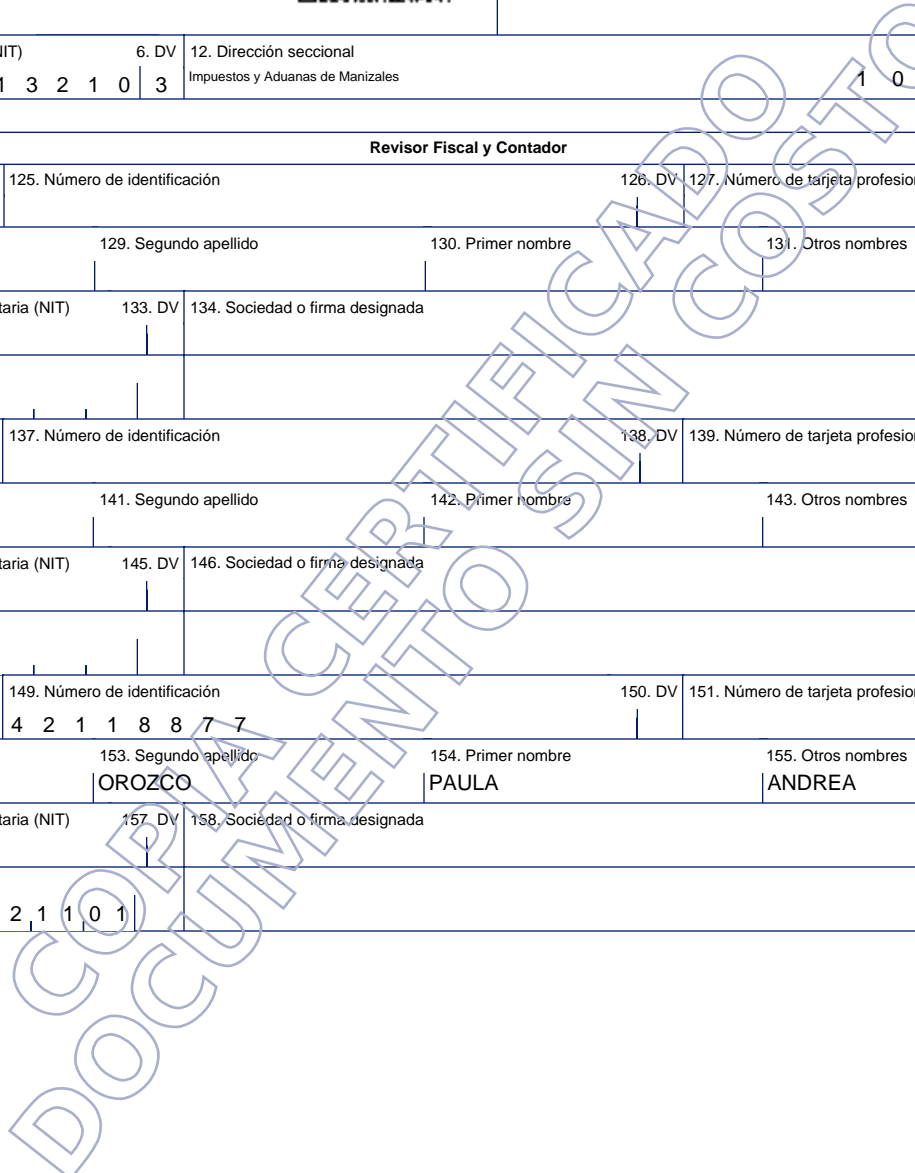 NIT) 6. DV 12. Dirección seccional
1 3 2 1 0 3 Impuestos y Aduanas de Manizales 1 0
Revisor Fiscal y Contador
125. Número de identificación 126. DV 127. Número de tarjeta profesion
129. Segundo apellido 130. Primer nombre 131. Otros nombres
taria (NIT) 133. DV 134. Sociedad o firma designada
137. Número de identificación 138. DV 139. Número de tarjeta profesion
141. Segundo apellido 142. Primer nombre 143. Otros nombres
taria (NIT) 145. DV 146. Sociedad o firma designada
149. Número de identificación 150. DV 151. Número de tarjeta profesion
4 2 1 1 8 8 7 7
153. Segundo apellido 154. Primer nombre 155. Otros nombres
OROZCO PAULA ANDREA
taria (NIT) 157. DV 158. Sociedad o firma designada
2 1 1 0 1
COPIA CERTIFICADO
DOCUMENTO SIN COSTO